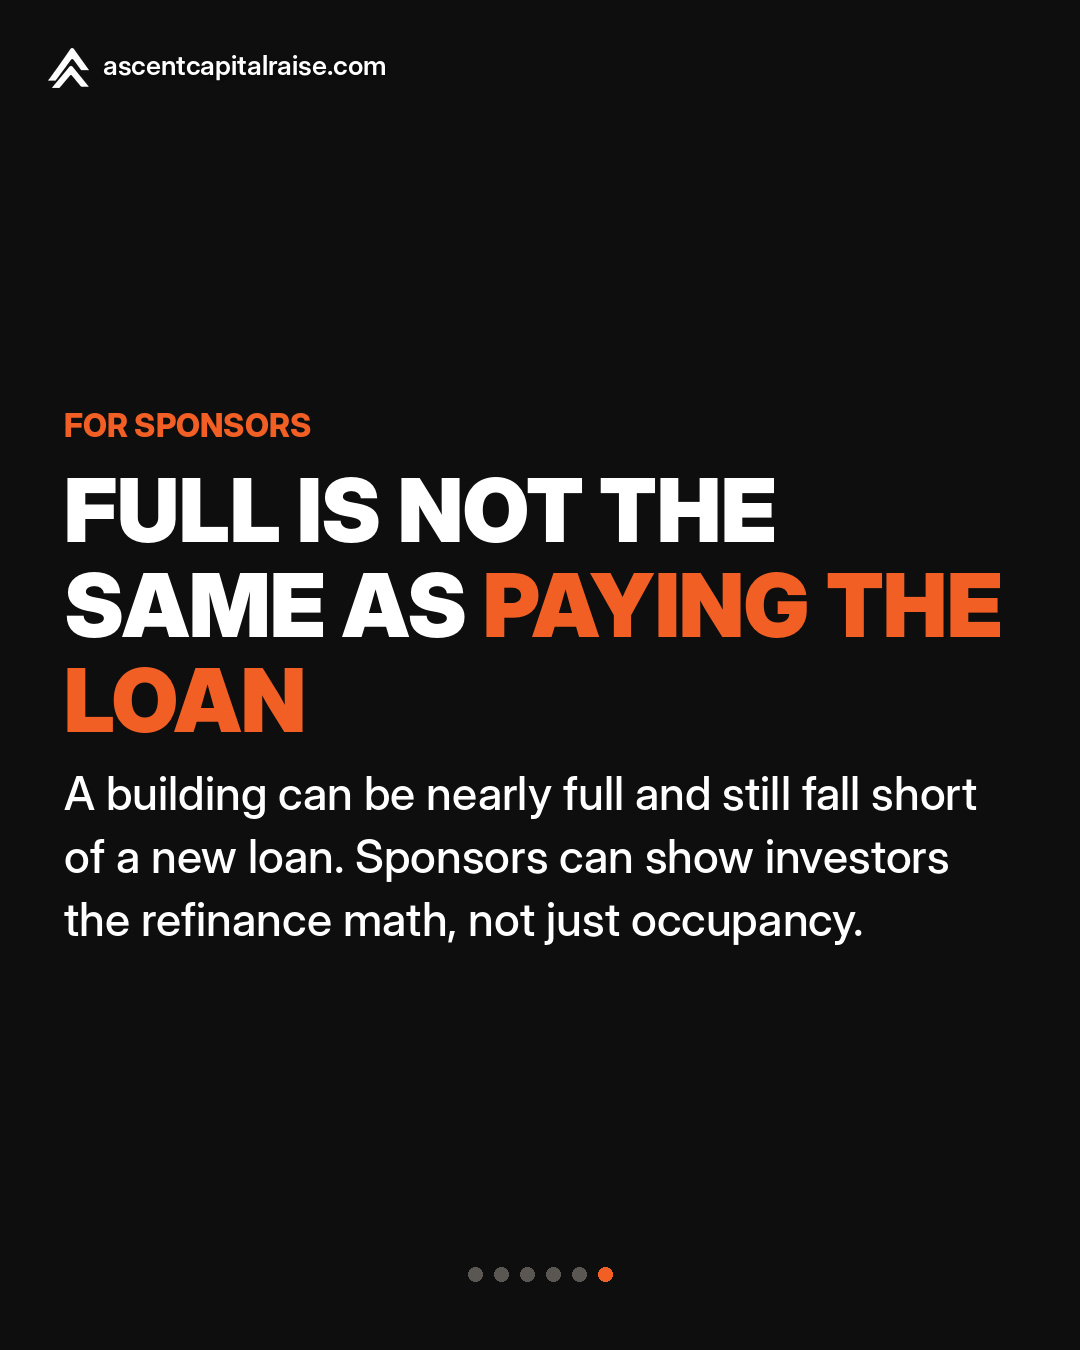 ascentcapitalraise.com
FOR SPONSORS
FULL IS NOT THE
SAME AS PAYING THE
LOAN
A building can be nearly full and still fall short
of a new loan. Sponsors can show investors
the refinance math, not just occupancy.